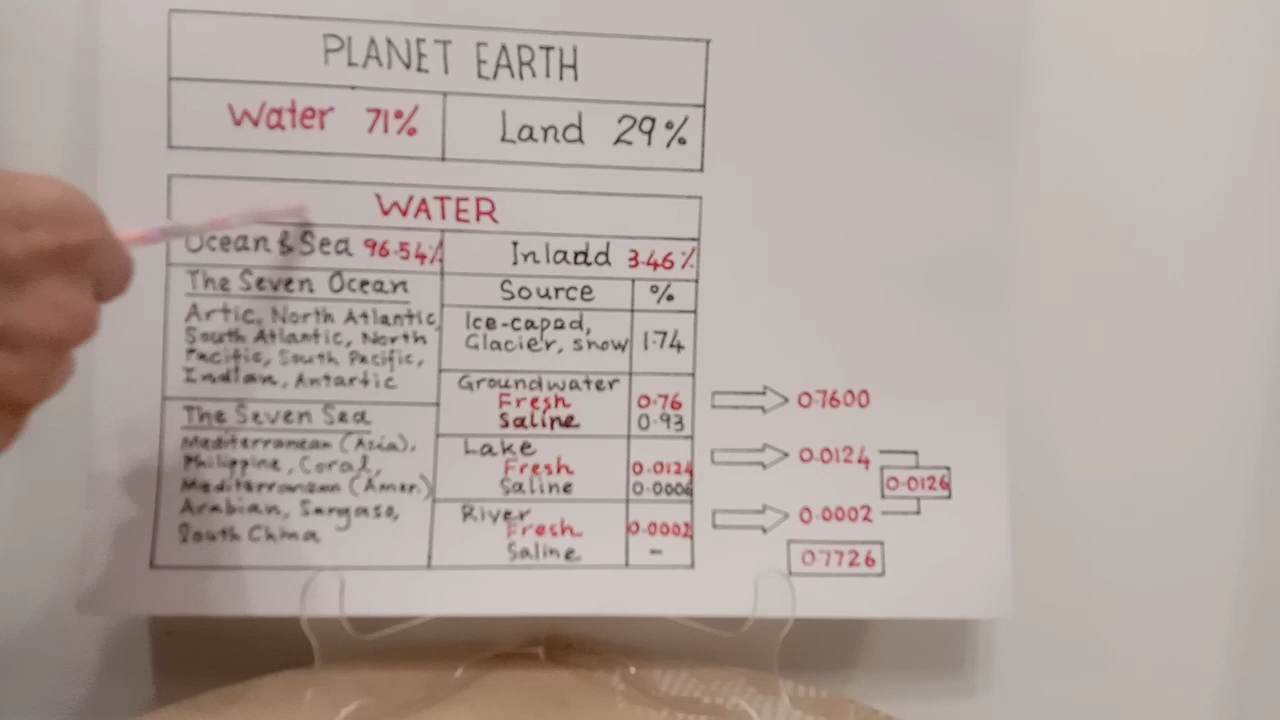 PLANET EARTH
Water 71%
Land 29%
WATER
Ocean & Sea 96.54%
Inladd 3.46%
The Seven Ocean
Artic, North Atlantic,
South Atlantic, North
Pacific, South Pacific,
Indian, Antartic
The Seven Sea
Mediterranean (Asia),
Philippine, Coral,
Mediterranean (Amer.)
Arabian, Sargaso,
South China
Source %
Ice-caped,
Glacier, snow 1.74
Groundwater
Fresh 0.76
Saline 0.93
Lake
Fresh 0.0124
Saline 0.0006
River
Fresh 0.0002
Saline -
0.7600
0.0124
0.0126
0.0002
0.7726